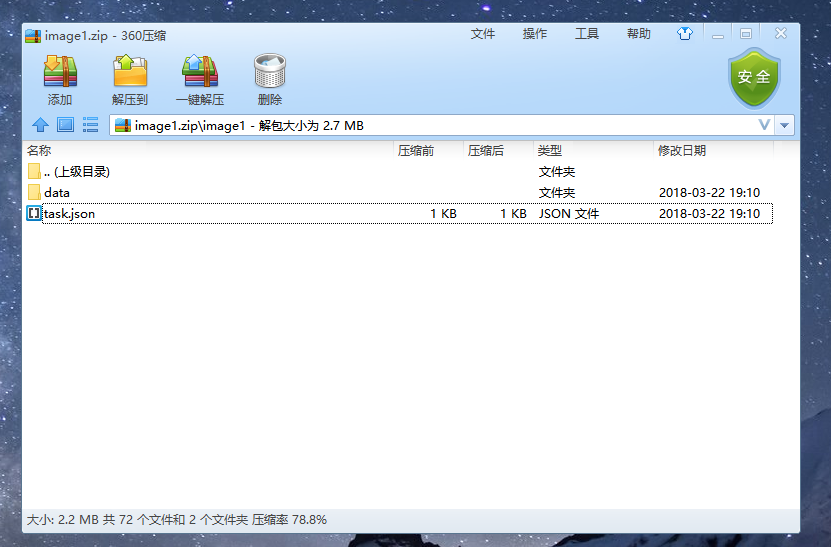 image1.zip - 360压缩
文件 操作 工具 帮助
添加 解压到 一键解压 删除
安全
image1.zip\image1 - 解包大小为 2.7 MB
名称 压缩前 压缩后 类型 修改日期
.. (上级目录) 文件夹
data 文件夹 2018-03-22 19:10
task.json 1 KB 1 KB JSON 文件 2018-03-22 19:10
大小: 2.2 MB 共 72 个文件和 2 个文件夹 压缩率 78.8%